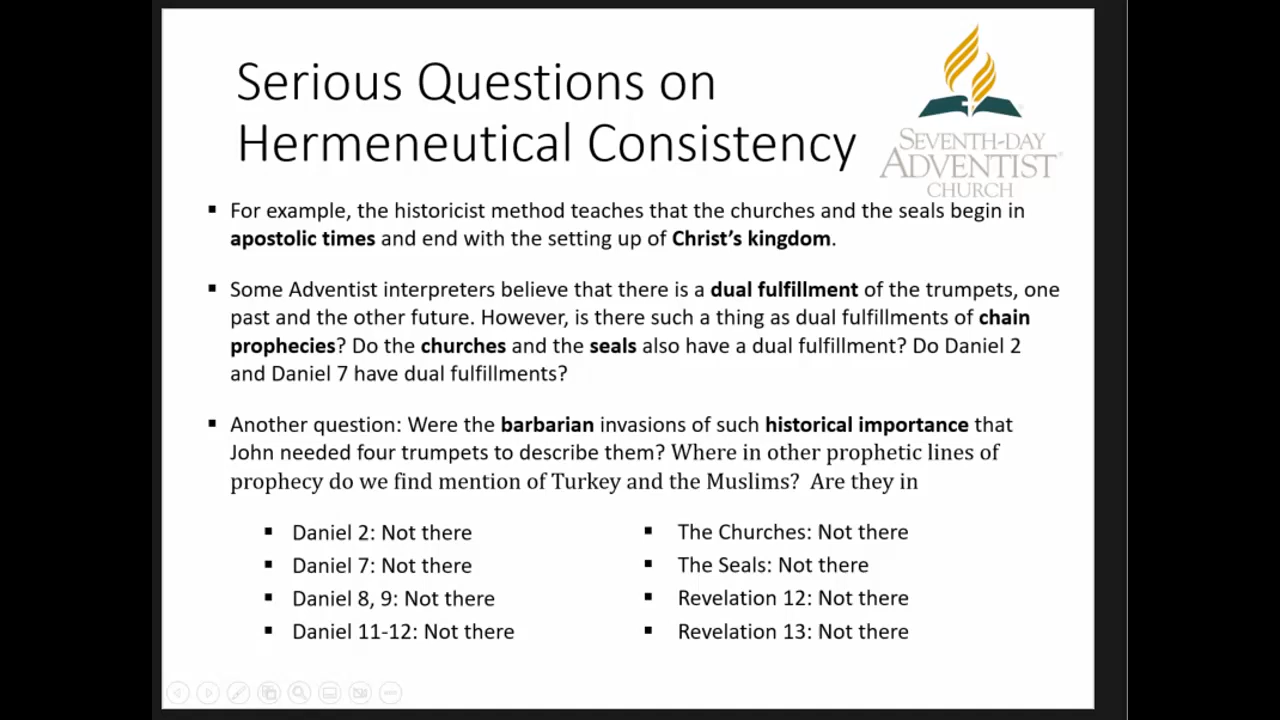 Serious Questions on
Hermeneutical Consistency
SEVENTH-DAY
ADVENTIST
CHURCH
▪ For example, the historicist method teaches that the churches and the seals begin in
apostolic times and end with the setting up of Christ's kingdom.
▪ Some Adventist interpreters believe that there is a dual fulfillment of the trumpets, one
past and the other future. However, is there such a thing as dual fulfillments of chain
prophecies? Do the churches and the seals also have a dual fulfillment? Do Daniel 2
and Daniel 7 have dual fulfillments?
▪ Another question: Were the barbarian invasions of such historical importance that
John needed four trumpets to describe them? Where in other prophetic lines of
prophecy do we find mention of Turkey and the Muslims? Are they in
▪ Daniel 2: Not there
▪ Daniel 7: Not there
▪ Daniel 8, 9: Not there
▪ Daniel 11-12: Not there
▪ The Churches: Not there
▪ The Seals: Not there
▪ Revelation 12: Not there
▪ Revelation 13: Not there